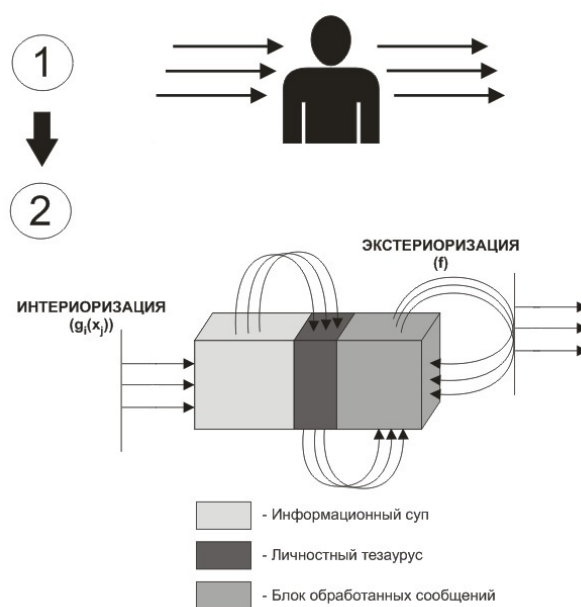 1
2
ЭКСТЕРИОРИЗАЦИЯ
(f)
ИНТЕРИОРИЗАЦИЯ
(gᵢ(xⱼ))
- Информационный суп
- Личностный тезаурус
- Блок обработанных сообщений